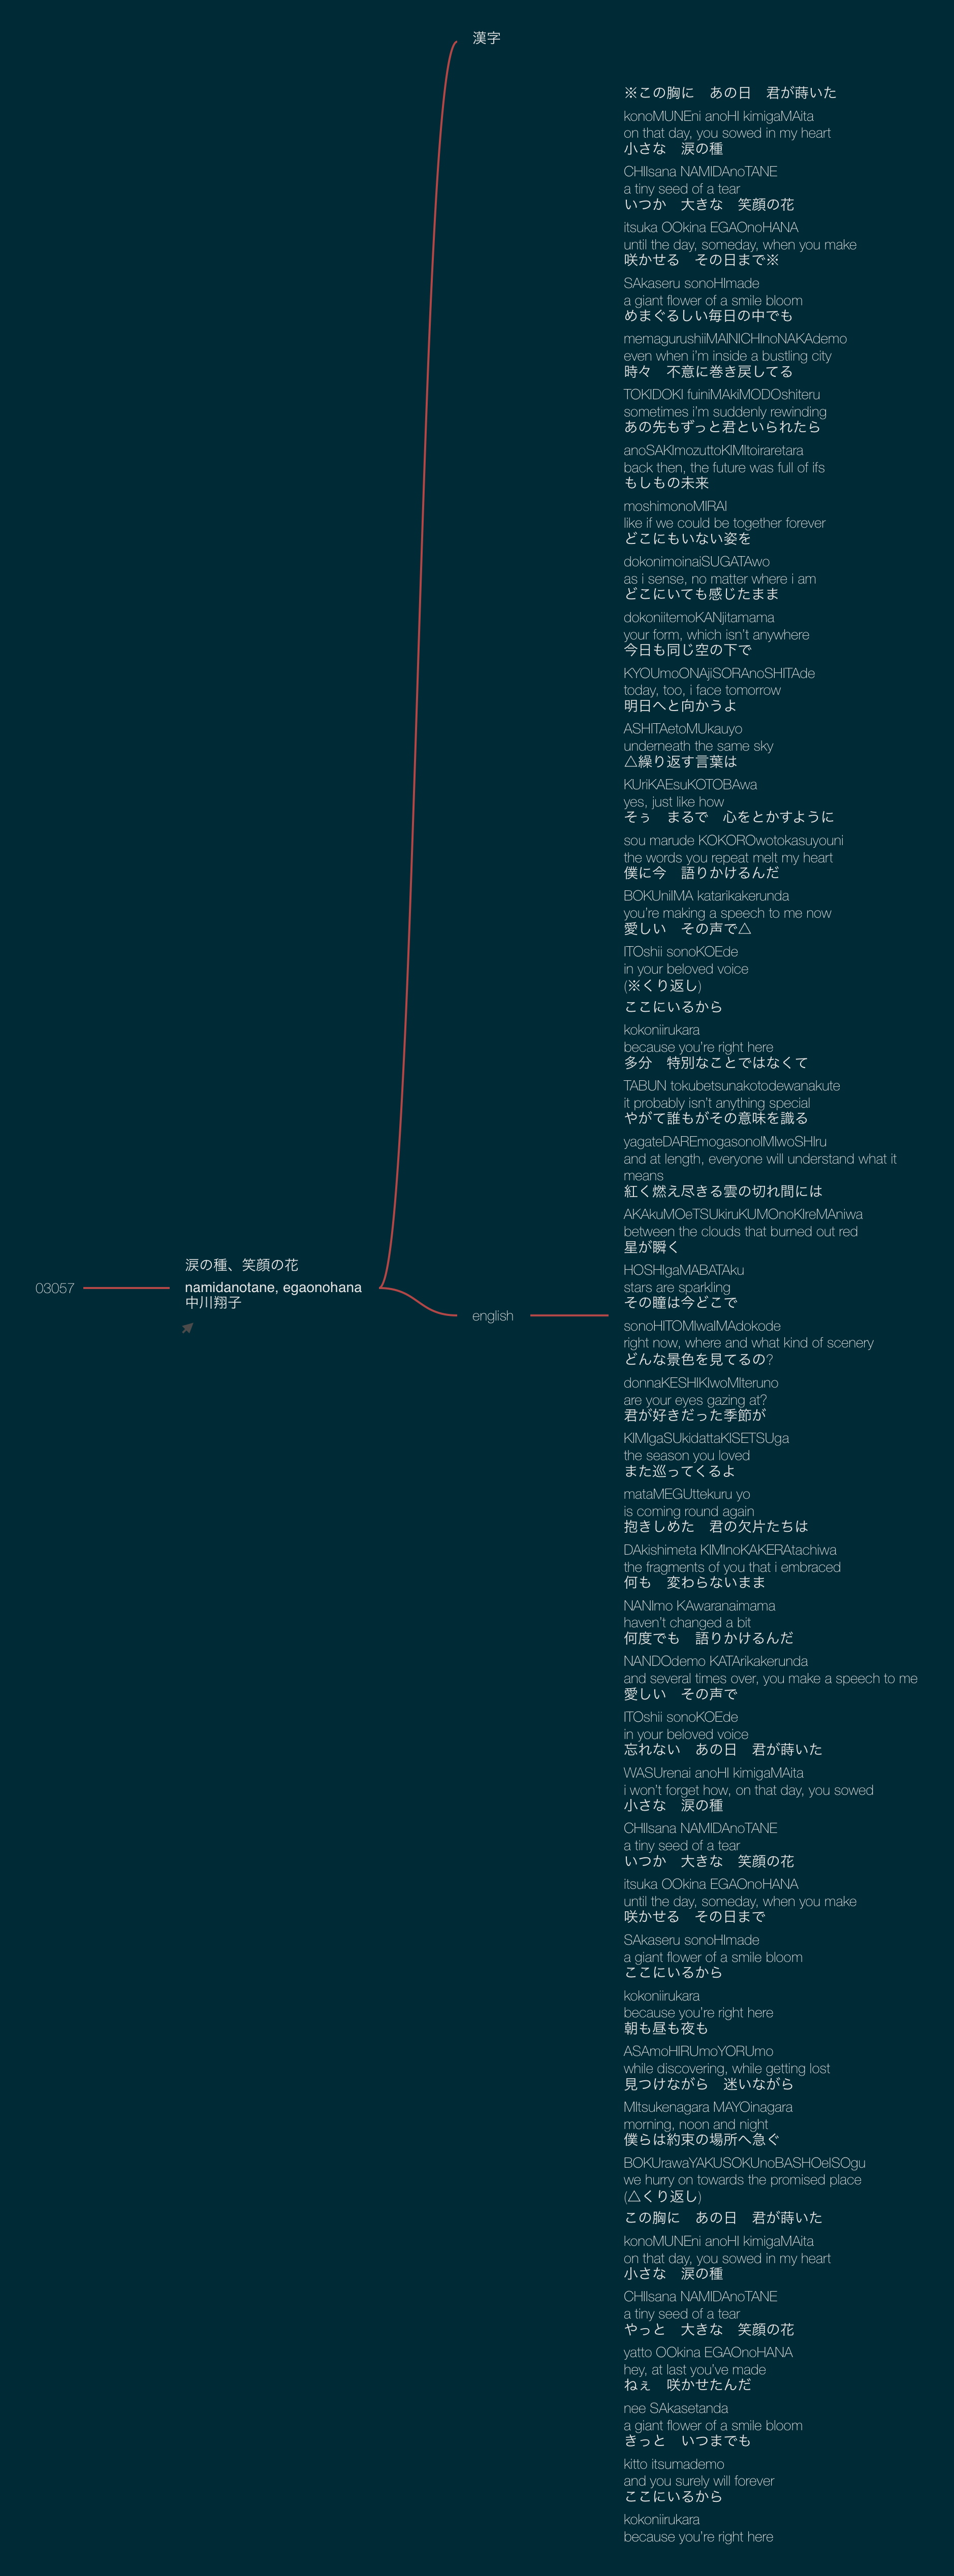 漢字
※この胸に　あの日　君が蒔いた
konoMUNEni anoHI kimigaMAita
on that day, you sowed in my heart
小さな　涙の種
CHIIsana NAMIDAnoTANE
a tiny seed of a tear
いつか　大きな　笑顔の花
itsuka OOkina EGAOnoHANA
until the day, someday, when you make
咲かせる　その日まで※
SAkaseru sonoHImade
a giant flower of a smile bloom
めまぐるしい毎日の中でも
memagurushiiMAINICHInoNAKAdemo
even when i'm inside a bustling city
時々　不意に巻き戻してる
TOKIDOKI fuiniMAkiMODOshiteru
sometimes i'm suddenly rewinding
あの先もずっと君といられたら
anoSAKImozuttoKIMItoiraretara
back then, the future was full of ifs
もしもの未来
moshimonoMIRAI
like if we could be together forever
どこにもいない姿を
dokonimoinaiSUGATAwo
as i sense, no matter where i am
どこにいても感じたまま
dokoniitemoKANjitamama
your form, which isn't anywhere
今日も同じ空の下で
KYOUmoONAjiSORAnoSHITAde
today, too, i face tomorrow
明日へと向かうよ
ASHITAetoMUkauyo
underneath the same sky
△繰り返す言葉は
KUriKAEsuKOTOBAwa
yes, just like how
そぅ　まるで　心をとかすように
sou marude KOKOROwotokasuyouni
the words you repeat melt my heart
僕に今　語りかけるんだ
BOKUniIMA katarikakerunda
you're making a speech to me now
愛しい　その声で△
ITOshii sonoKOEde
in your beloved voice
(※くり返し)
ここにいるから
kokoniirukara
because you're right here
多分　特別なことではなくて
TABUN tokubetsunakotodewanakute
it probably isn't anything special
やがて誰もがその意味を識る
yagateDAREmogasonoIMIwoSHIru
and at length, everyone will understand what it
means
紅く燃え尽きる雲の切れ間には
AKAkuMOeTSUkiruKUMOnoKIreMAniwa
between the clouds that burned out red
星が瞬く
HOSHIgaMABATAku
stars are sparkling
その瞳は今どこで
sonoHITOMIwaIMAdokode
right now, where and what kind of scenery
どんな景色を見てるの?
donnaKESHIKIwoMIteruno
are your eyes gazing at?
君が好きだった季節が
KIMIgaSUkidattaKISETSUga
the season you loved
また巡ってくるよ
mataMEGUttekuru yo
is coming round again
抱きしめた　君の欠片たちは
DAkishimeta KIMInoKAKERAtachiwa
the fragments of you that i embraced
何も　変わらないまま
NANImo KAwaranaimama
haven't changed a bit
何度でも　語りかけるんだ
NANDOdemo KATArikakerunda
and several times over, you make a speech to me
愛しい　その声で
ITOshii sonoKOEde
in your beloved voice
忘れない　あの日　君が蒔いた
WASUrenai anoHI kimigaMAita
i won't forget how, on that day, you sowed
小さな　涙の種
CHIIsana NAMIDAnoTANE
a tiny seed of a tear
いつか　大きな　笑顔の花
itsuka OOkina EGAOnoHANA
until the day, someday, when you make
咲かせる　その日まで
SAkaseru sonoHImade
a giant flower of a smile bloom
ここにいるから
kokoniirukara
because you're right here
朝も昼も夜も
ASAmoHIRUmoYORUmo
while discovering, while getting lost
見つけながら　迷いながら
MItsukenagara MAYOinagara
morning, noon and night
僕らは約束の場所へ急ぐ
BOKUrawaYAKUSOKUnoBASHOeISOgu
we hurry on towards the promised place
(△くり返し)
この胸に　あの日　君が蒔いた
konoMUNEni anoHI kimigaMAita
on that day, you sowed in my heart
小さな　涙の種
CHIIsana NAMIDAnoTANE
a tiny seed of a tear
やっと　大きな　笑顔の花
yatto OOkina EGAOnoHANA
hey, at last you've made
ねぇ　咲かせたんだ
nee SAkasetanda
a giant flower of a smile bloom
きっと　いつまでも
kitto itsumademo
and you surely will forever
ここにいるから
kokoniirukara
because you're right here
english
涙の種、笑顔の花
namidanotane, egaonohana
中川翔子
03057